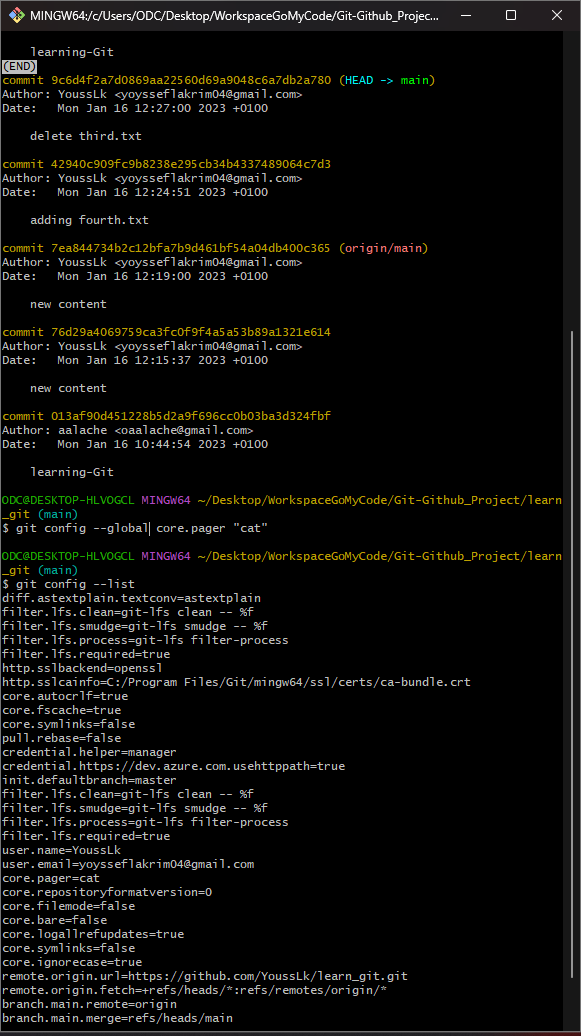 MINGW64:/c/Users/ODC/Desktop/WorkspaceGoMyCode/Git-Github_Projec...
    learning-Git
(END)
commit 9c6d4f2a7d0869aa22560d69a9048c6a7db2a780 (HEAD -> main)
Author: YoussLk <yoysseflakrim04@gmail.com>
Date:   Mon Jan 16 12:27:00 2023 +0100
    delete third.txt
commit 42940c909fc9b8238e295cb34b4337489064c7d3
Author: YoussLk <yoysseflakrim04@gmail.com>
Date:   Mon Jan 16 12:24:51 2023 +0100
    adding fourth.txt
commit 7ea844734b2c12bfa7b9d461bf54a04db400c365 (origin/main)
Author: YoussLk <yoysseflakrim04@gmail.com>
Date:   Mon Jan 16 12:19:00 2023 +0100
    new content
commit 76d29a4069759ca3fc0f9f4a5a53b89a1321e614
Author: YoussLk <yoysseflakrim04@gmail.com>
Date:   Mon Jan 16 12:15:37 2023 +0100
    new content
commit 013af90d451228b5d2a9f696cc0b03ba3d324fbf
Author: aalache <oaalache@gmail.com>
Date:   Mon Jan 16 10:44:54 2023 +0100
    learning-Git
ODC@DESKTOP-HLVOGCL MINGW64 ~/Desktop/WorkspaceGoMyCode/Git-Github_Project/learn
_git (main)
$ git config --global core.pager "cat"
ODC@DESKTOP-HLVOGCL MINGW64 ~/Desktop/WorkspaceGoMyCode/Git-Github_Project/learn
_git (main)
$ git config --list
diff.astextplain.textconv=astextplain
filter.lfs.clean=git-lfs clean -- %f
filter.lfs.smudge=git-lfs smudge -- %f
filter.lfs.process=git-lfs filter-process
filter.lfs.required=true
http.sslbackend=openssl
http.sslcainfo=C:/Program Files/Git/mingw64/ssl/certs/ca-bundle.crt
core.autocrlf=true
core.fscache=true
core.symlinks=false
pull.rebase=false
credential.helper=manager
credential.https://dev.azure.com.usehttppath=true
init.defaultbranch=master
filter.lfs.clean=git-lfs clean -- %f
filter.lfs.smudge=git-lfs smudge -- %f
filter.lfs.process=git-lfs filter-process
filter.lfs.required=true
user.name=YoussLk
user.email=yoysseflakrim04@gmail.com
core.pager=cat
core.repositoryformatversion=0
core.filemode=false
core.bare=false
core.logallrefupdates=true
core.symlinks=false
core.ignorecase=true
remote.origin.url=https://github.com/YoussLk/learn_git.git
remote.origin.fetch=+refs/heads/*:refs/remotes/origin/*
branch.main.remote=origin
branch.main.merge=refs/heads/main